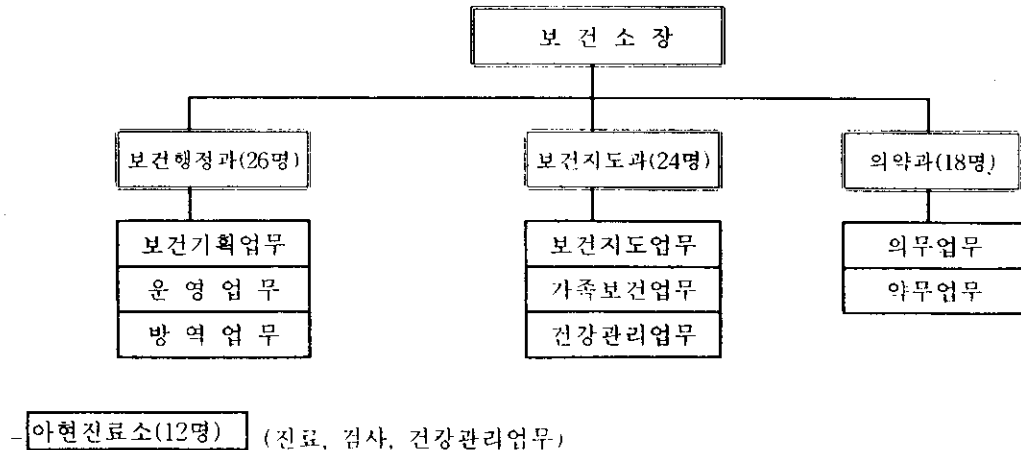 보 건 소 장
보건행정과(26명)
보건지도과(24명)
의약과(18명)
보건기획업무
운 영 업 무
방 역 업 무
보건지도업무
가족보건업무
건강관리업무
의무업무
약무업무
-아현진료소(12명) (진료, 검사, 건강관리업무)